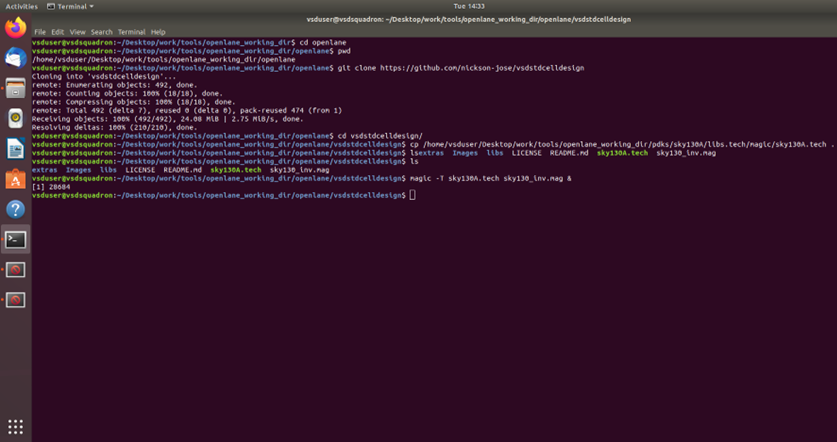 Activities Terminal Tue 14:33
vsduser@vsdsquadron: ~/Desktop/work/tools/openlane_working_dir/openlane/vsdstdcelldesign
File Edit View Search Terminal Help
vsduser@vsdsquadron:~/Desktop/work/tools/openlane_working_dir$ cd openlane
vsduser@vsdsquadron:~/Desktop/work/tools/openlane_working_dir/openlane$ pwd
/home/vsduser/Desktop/work/tools/openlane_working_dir/openlane
vsduser@vsdsquadron:~/Desktop/work/tools/openlane_working_dir/openlane$ git clone https://github.com/nickson-jose/vsdstdcelldesign
Cloning into 'vsdstdcelldesign'...
remote: Enumerating objects: 492, done.
remote: Counting objects: 100% (18/18), done.
remote: Compressing objects: 100% (18/18), done.
remote: Total 492 (delta 7), reused 0 (delta 0), pack-reused 474 (from 1)
Receiving objects: 100% (492/492), 24.08 MiB | 2.75 MiB/s, done.
Resolving deltas: 100% (210/210), done.
vsduser@vsdsquadron:~/Desktop/work/tools/openlane_working_dir/openlane$ cd vsdstdcelldesign/
vsduser@vsdsquadron:~/Desktop/work/tools/openlane_working_dir/openlane/vsdstdcelldesign$ cp /home/vsduser/Desktop/work/tools/openlane_working_dir/pdks/sky130A/libs.tech/magic/sky130A.tech .
vsduser@vsdsquadron:~/Desktop/work/tools/openlane_working_dir/openlane/vsdstdcelldesign$ lsextras Images libs LICENSE README.md sky130A.tech sky130_inv.mag
vsduser@vsdsquadron:~/Desktop/work/tools/openlane_working_dir/openlane/vsdstdcelldesign$ ls
extras Images libs LICENSE README.md sky130A.tech sky130_inv.mag
vsduser@vsdsquadron:~/Desktop/work/tools/openlane_working_dir/openlane/vsdstdcelldesign$ magic -T sky130A.tech sky130_inv.mag &
[1] 28604
vsduser@vsdsquadron:~/Desktop/work/tools/openlane_working_dir/openlane/vsdstdcelldesign$